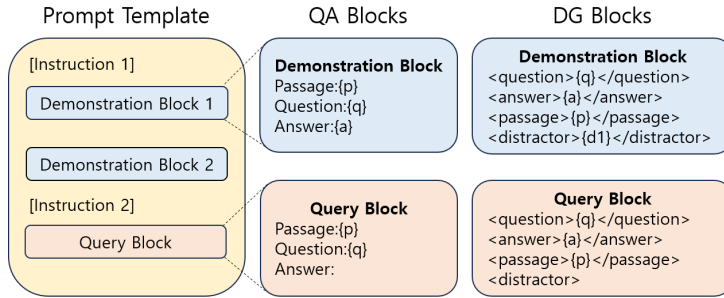 Prompt Template
[Instruction 1]
Demonstration Block 1
Demonstration Block 2
[Instruction 2]
Query Block
QA Blocks
Demonstration Block
Passage:{p}
Question:{q}
Answer:{a}
Query Block
Passage:{p}
Question:{q}
Answer:
DG Blocks
Demonstration Block
<question>{q}</question>
<answer>{a}</answer>
<passage>{p}</passage>
<distractor>{d1}</distractor>
Query Block
<question>{q}</question>
<answer>{a}</answer>
<passage>{p}</passage>
<distractor>